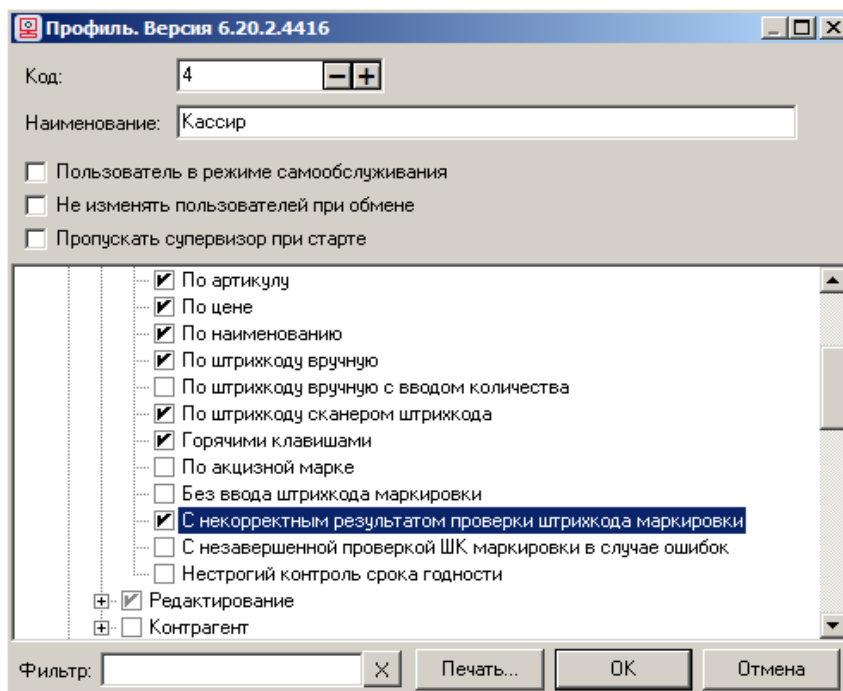 Профиль. Версия 6.20.2.4416
Код: 4
Наименование: Кассир
Пользователь в режиме самообслуживания
Не изменять пользователей при обмене
Пропускать супервизор при старте
По артикулу
По цене
По наименованию
По штрихкоду вручную
По штрихкоду вручную с вводом количества
По штрихкоду сканером штрихкода
Горячими клавишами
По акцизной марке
Без ввода штрихкода маркировки
С некорректным результатом проверки штрихкода маркировки
С незавершенной проверкой ШК маркировки в случае ошибок
Нестрогий контроль срока годности
Редактирование
Контрагент
Фильтр: X Печать... OK Отмена